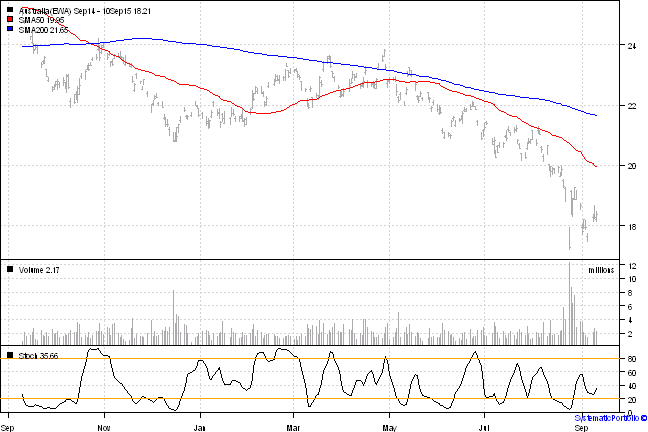 Australia(EWA) Sep14 - 10Sept15 18.21
SMA50 19.95
SMA200 21.65
24
22
20
18
Volume 2.17
millions
12
10
8
6
4
2
Stoch 35.66
80
60
40
20
0
Sep Nov Jan Mar May Jul Sep
SystematicPortfolio ©